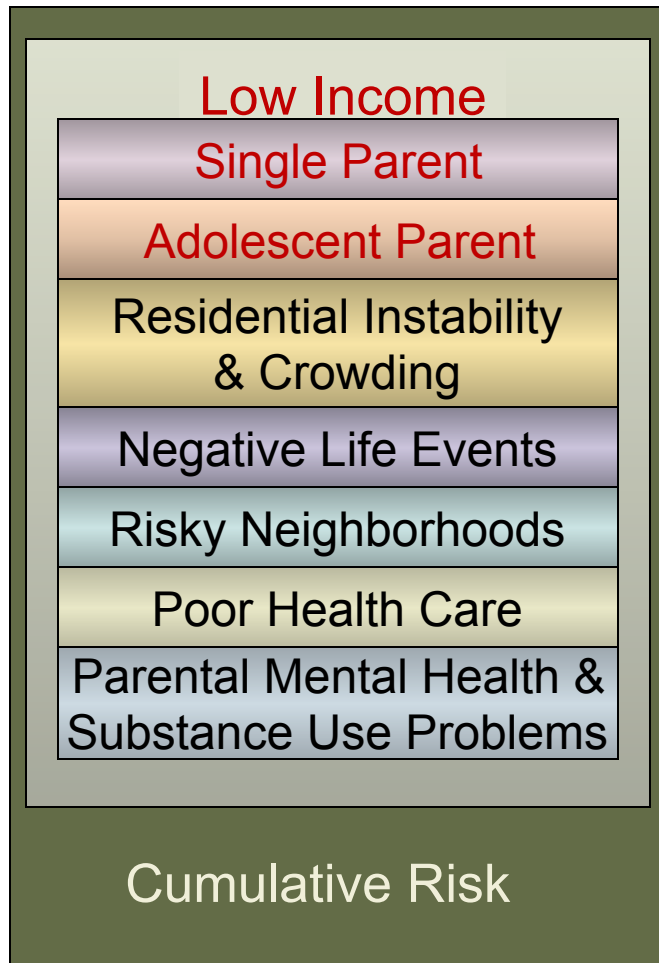 Low Income
Single Parent
Adolescent Parent
Residential Instability
& Crowding
Negative Life Events
Risky Neighborhoods
Poor Health Care
Parental Mental Health &
Substance Use Problems
Cumulative Risk